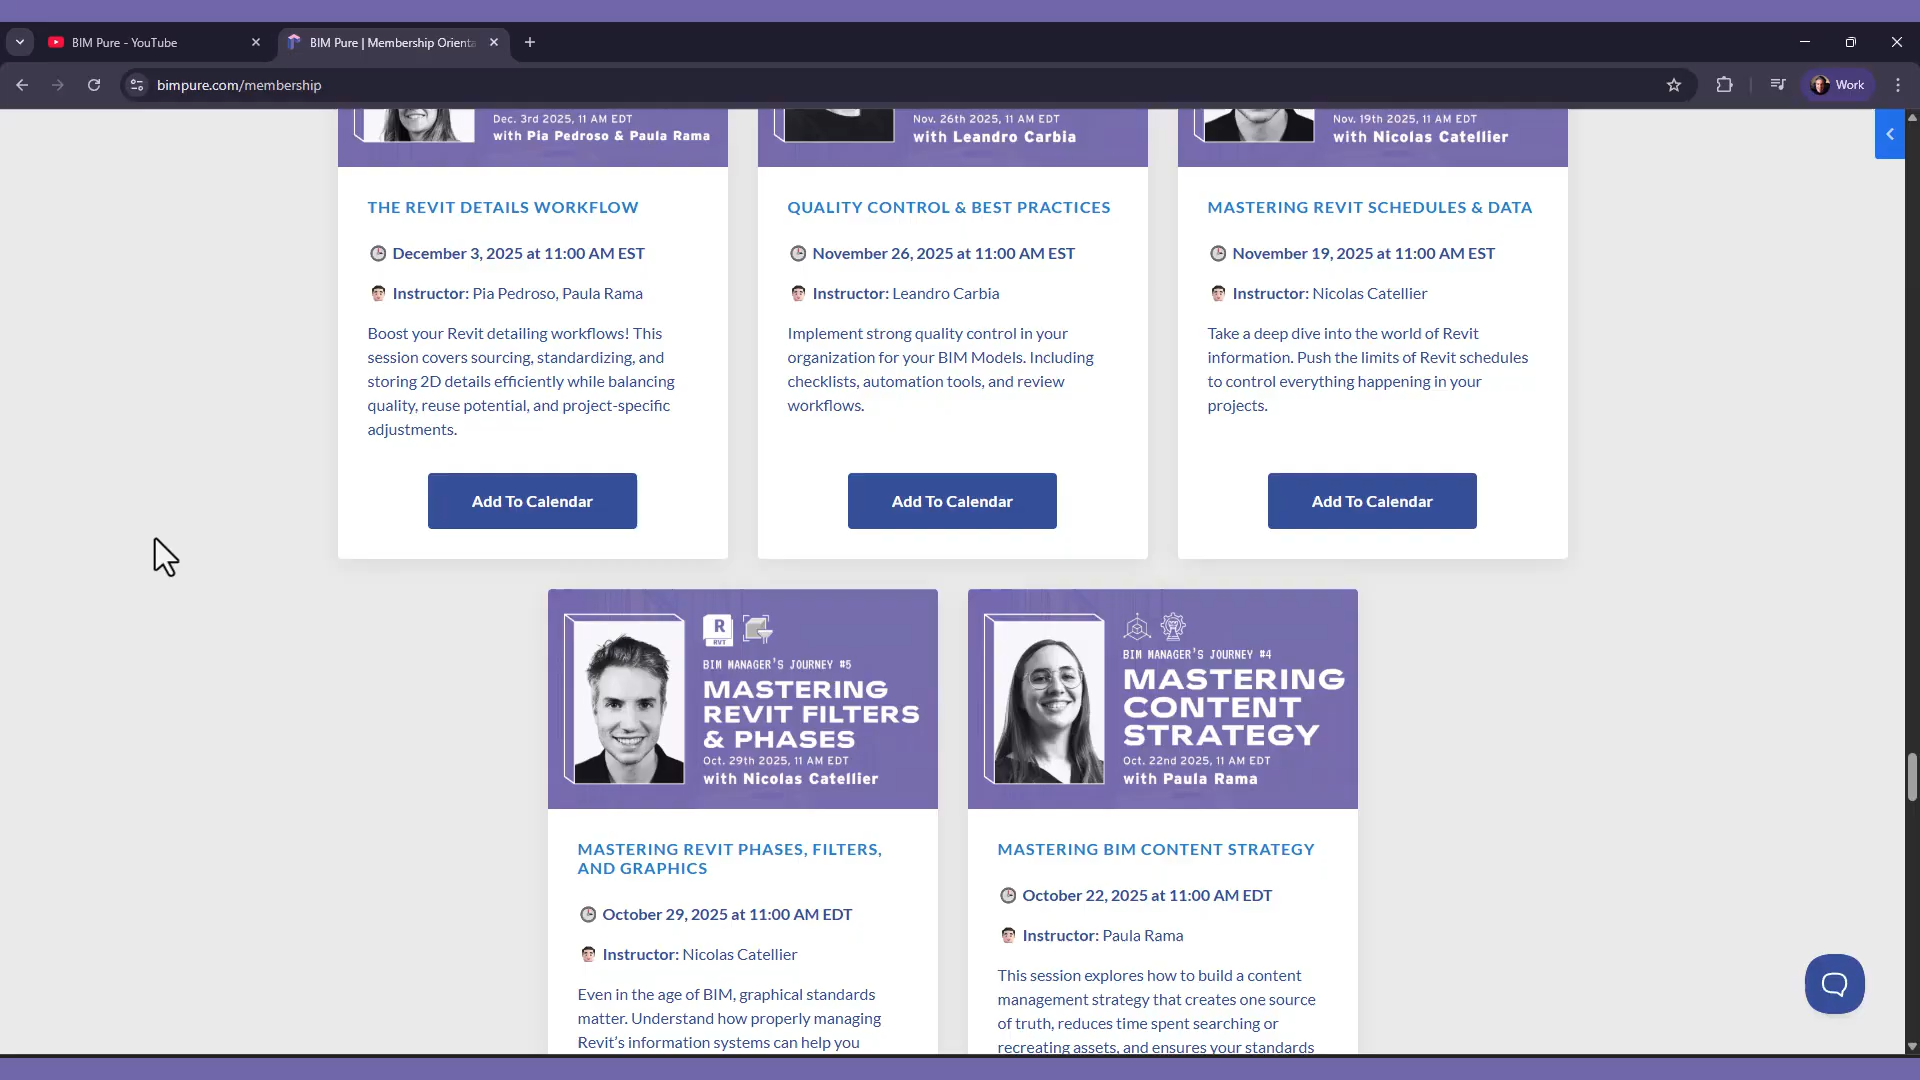 BIM Pure - YouTube
BIM Pure | Membership Orienta
bimpure.com/membership
Work
Dec. 3rd 2025, 11 AM EDT
with Pia Pedroso & Paula Rama
Nov. 26th 2025, 11 AM EDT
with Leandro Carbia
Nov. 19th 2025, 11 AM EDT
with Nicolas Catellier
THE REVIT DETAILS WORKFLOW
December 3, 2025 at 11:00 AM EST
Instructor: Pia Pedroso, Paula Rama
Boost your Revit detailing workflows! This
session covers sourcing, standardizing, and
storing 2D details efficiently while balancing
quality, reuse potential, and project-specific
adjustments.
Add To Calendar
QUALITY CONTROL & BEST PRACTICES
November 26, 2025 at 11:00 AM EST
Instructor: Leandro Carbia
Implement strong quality control in your
organization for your BIM Models. Including
checklists, automation tools, and review
workflows.
Add To Calendar
MASTERING REVIT SCHEDULES & DATA
November 19, 2025 at 11:00 AM EST
Instructor: Nicolas Catellier
Take a deep dive into the world of Revit
information. Push the limits of Revit schedules
to control everything happening in your
projects.
Add To Calendar
R
RVT
BIM MANAGER'S JOURNEY #5
MASTERING
REVIT FILTERS
& PHASES
Oct. 29th 2025, 11 AM EDT
with Nicolas Catellier
MASTERING REVIT PHASES, FILTERS,
AND GRAPHICS
October 29, 2025 at 11:00 AM EDT
Instructor: Nicolas Catellier
Even in the age of BIM, graphical standards
matter. Understand how properly managing
Revit's information systems can help you
BIM MANAGER'S JOURNEY #4
MASTERING
CONTENT
STRATEGY
Oct. 22nd 2025, 11 AM EDT
with Paula Rama
MASTERING BIM CONTENT STRATEGY
October 22, 2025 at 11:00 AM EDT
Instructor: Paula Rama
This session explores how to build a content
management strategy that creates one source
of truth, reduces time spent searching or
recreating assets, and ensures your standards